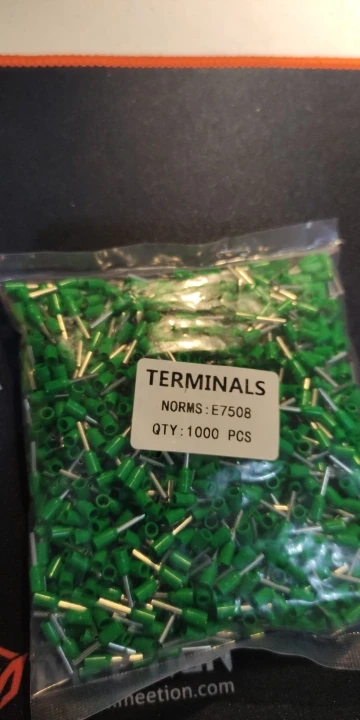 TERMINALS
NORMS:E7508
QTY:1000 PCS
meetion.com